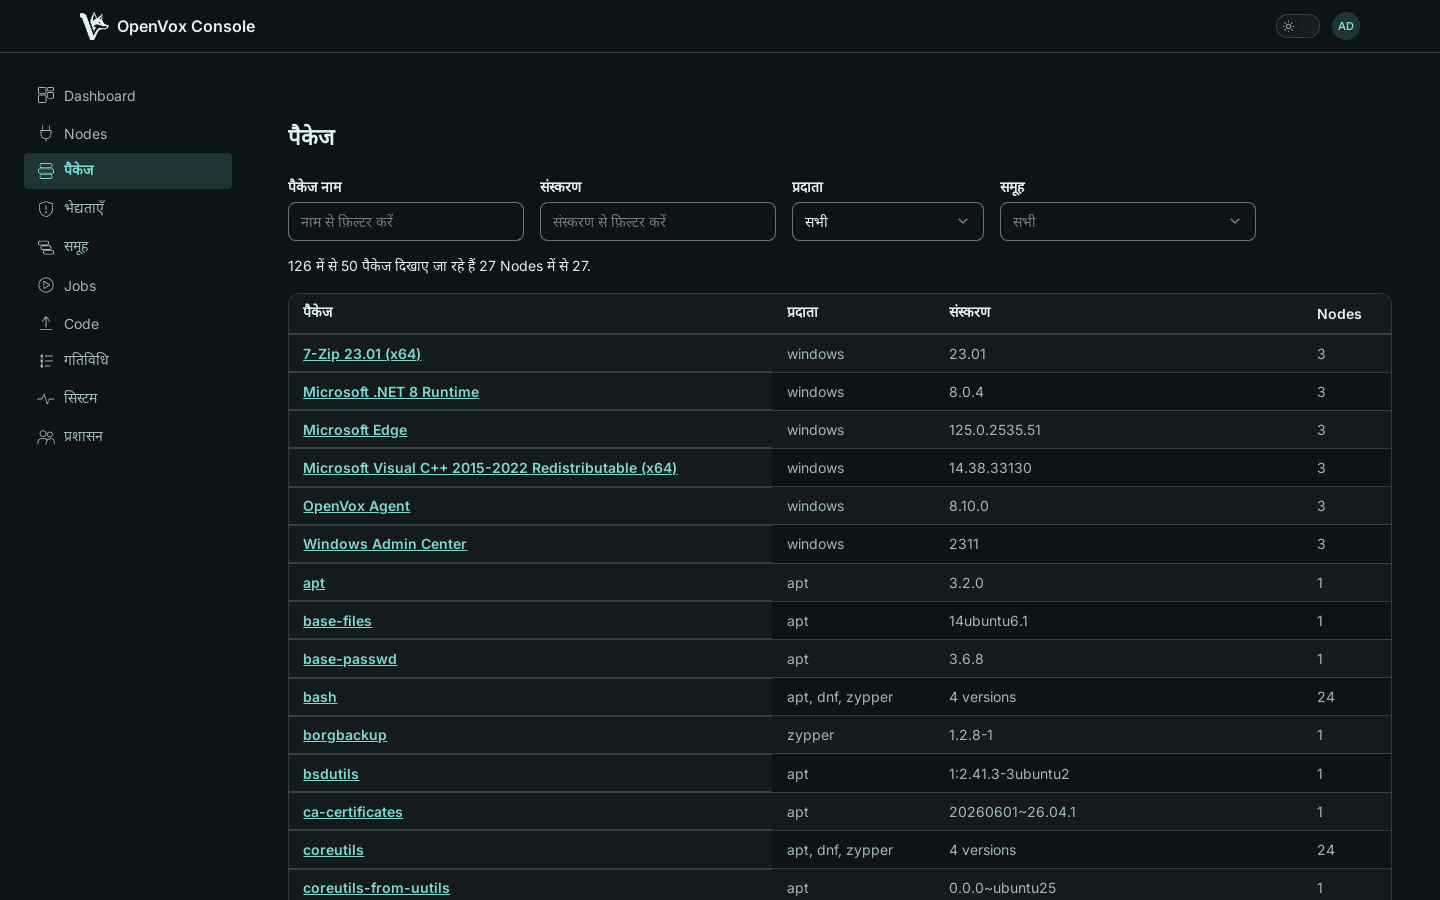 OpenVox Console
AD
Dashboard
Nodes
पैकेज
भेद्यताएँ
समूह
Jobs
Code
गतिविधि
सिस्टम
प्रशासन
पैकेज
पैकेज नाम संस्करण प्रदाता समूह
नाम से फ़िल्टर करें संस्करण से फ़िल्टर करें सभी सभी
126 में से 50 पैकेज दिखाए जा रहे हैं 27 Nodes में से 27.
पैकेज प्रदाता संस्करण Nodes
7-Zip 23.01 (x64) windows 23.01 3
Microsoft .NET 8 Runtime windows 8.0.4 3
Microsoft Edge windows 125.0.2535.51 3
Microsoft Visual C++ 2015-2022 Redistributable (x64) windows 14.38.33130 3
OpenVox Agent windows 8.10.0 3
Windows Admin Center windows 2311 3
apt apt 3.2.0 1
base-files apt 14ubuntu6.1 1
base-passwd apt 3.6.8 1
bash apt, dnf, zypper 4 versions 24
borgbackup zypper 1.2.8-1 1
bsdutils apt 1:2.41.3-3ubuntu2 1
ca-certificates apt 20260601~26.04.1 1
coreutils apt, dnf, zypper 4 versions 24
coreutils-from-uutils apt 0.0.0~ubuntu25 1